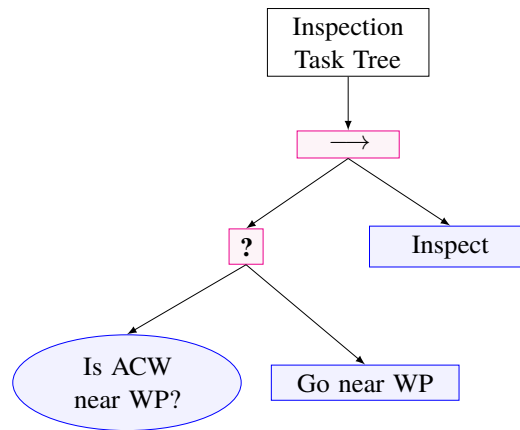 Inspection
Task Tree
→
?
Inspect
Is ACW
near WP?
Go near WP